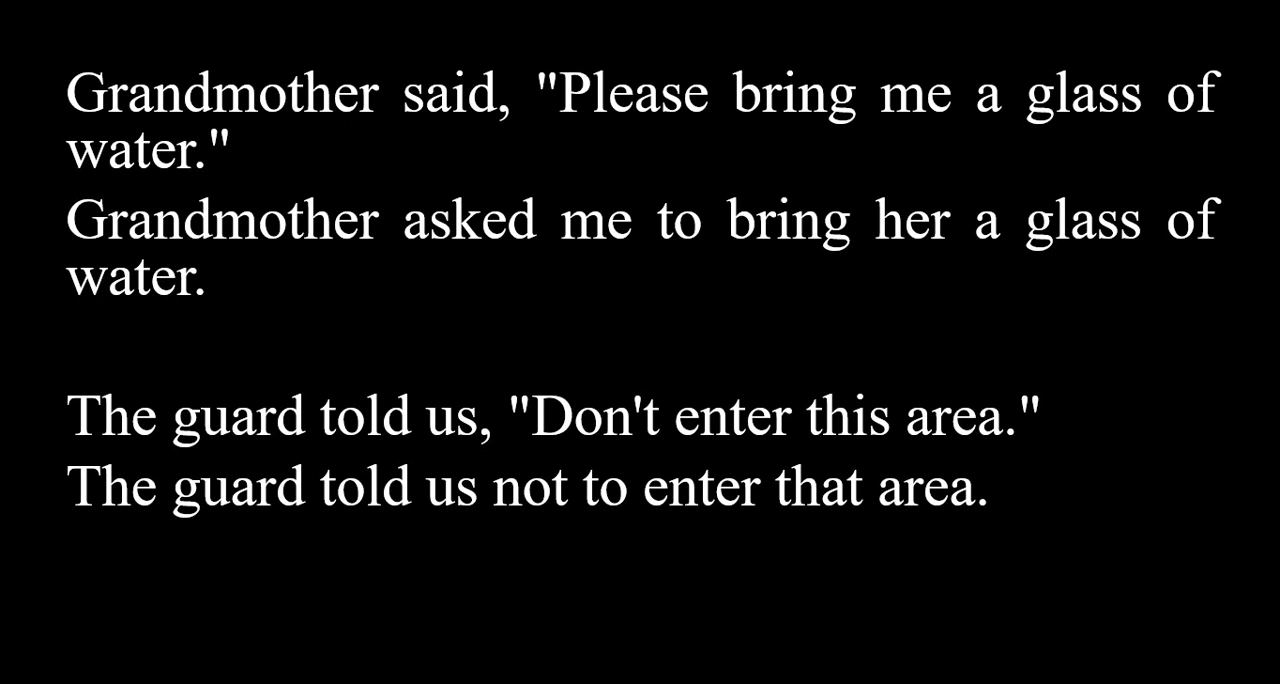 Grandmother said, "Please bring me a glass of
water."
Grandmother asked me to bring her a glass of
water.
The guard told us, "Don't enter this area."
The guard told us not to enter that area.